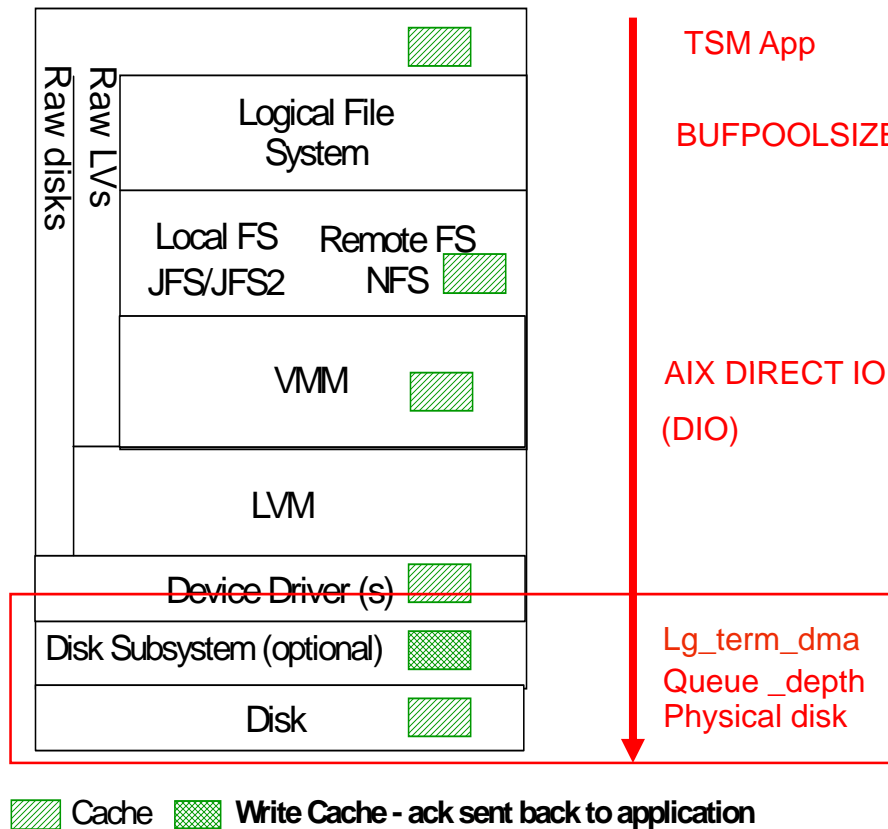 TSM App
Raw disks
Raw LVs
Logical File
System
BUFPOOLSIZE
Local FS
JFS/JFS2
Remote FS
NFS
VMM
AIX DIRECT IO
(DIO)
LVM
Device Driver (s)
Disk Subsystem (optional)
Lg_term_dma
Queue _depth
Physical disk
Disk
Cache
Write Cache - ack sent back to application